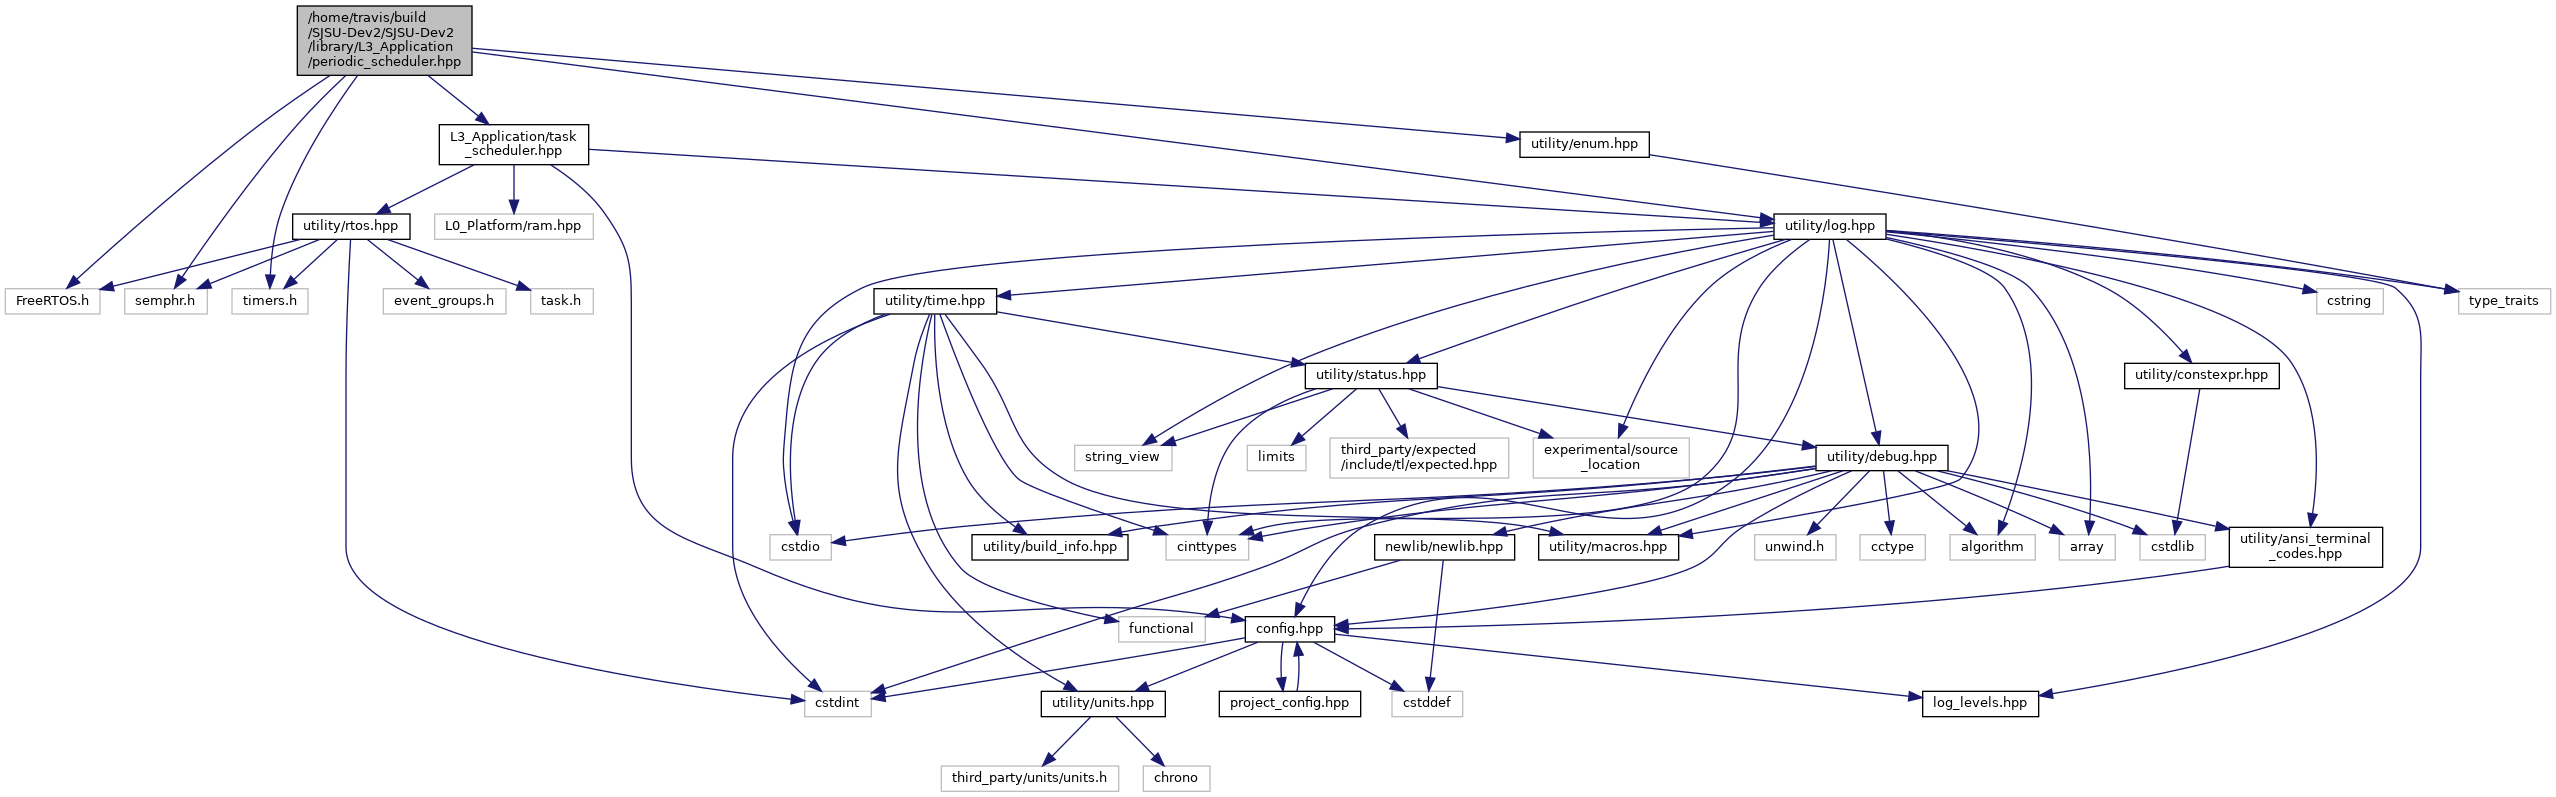 /home/travis/build
/SJSU-Dev2/SJSU-Dev2
/library/L3_Application
/periodic_scheduler.hpp
L3_Application/task
_scheduler.hpp
utility/enum.hpp
utility/rtos.hpp
L0_Platform/ram.hpp
utility/log.hpp
FreeRTOS.h
semphr.h
timers.h
event_groups.h
task.h
utility/time.hpp
cstring
type_traits
utility/status.hpp
utility/constexpr.hpp
string_view
limits
third_party/expected
/include/tl/expected.hpp
experimental/source
_location
utility/debug.hpp
cstdio
utility/build_info.hpp
cinttypes
newlib/newlib.hpp
utility/macros.hpp
unwind.h
cctype
algorithm
array
cstdlib
utility/ansi_terminal
_codes.hpp
functional
config.hpp
cstdint
utility/units.hpp
project_config.hpp
cstddef
log_levels.hpp
third_party/units/units.h
chrono